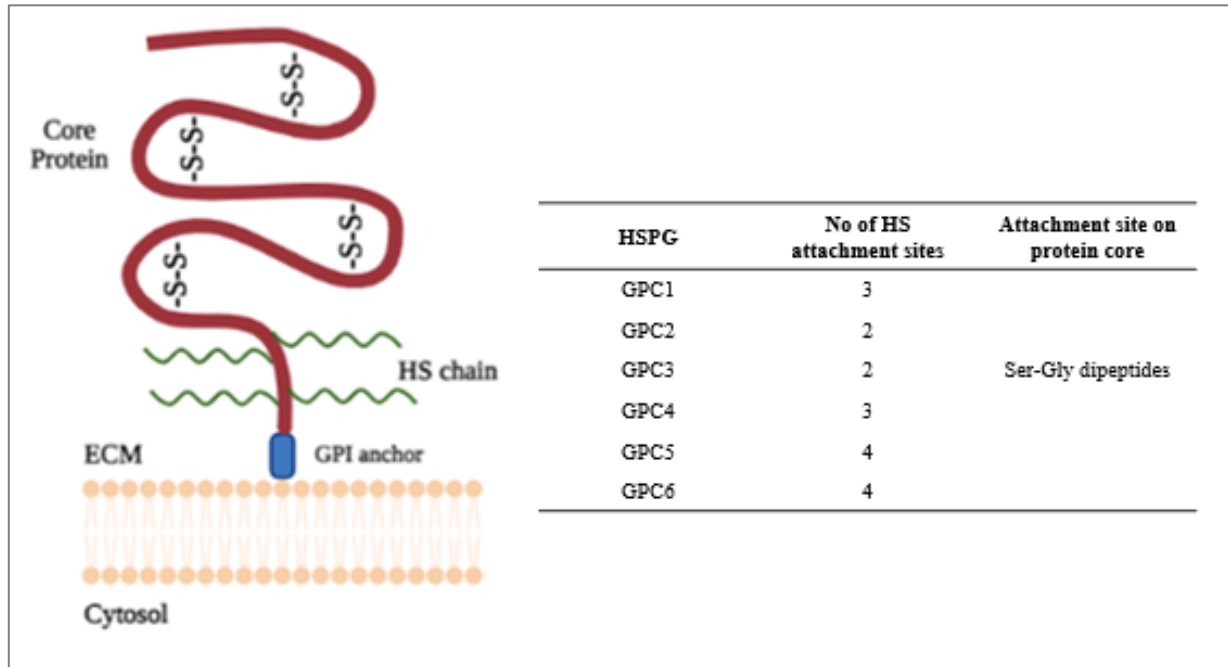 -S-S-
Core
Protein
-S-S-
-S-S-
-S-S-
HS chain
ECM
GPI anchor
Cytosol
HSPG No of HS attachment sites Attachment site on protein core
GPC1 3
GPC2 2
GPC3 2 Ser-Gly dipeptides
GPC4 3
GPC5 4
GPC6 4